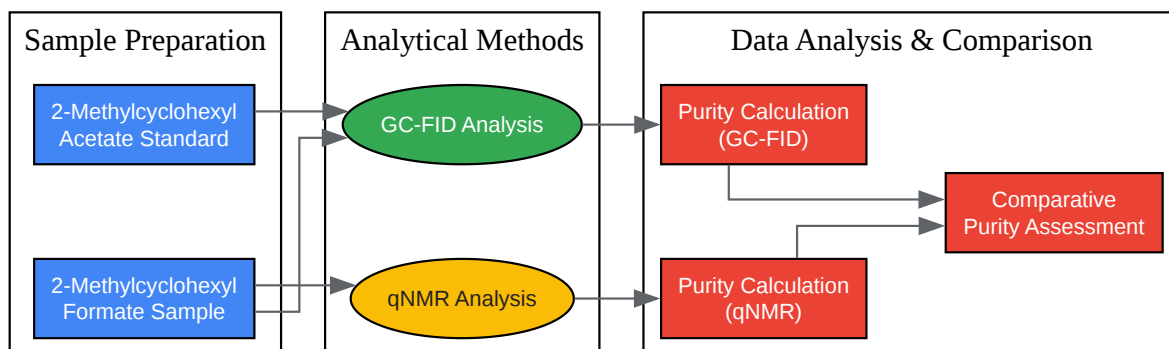 Sample Preparation
2-Methylcyclohexyl
Acetate Standard
2-Methylcyclohexyl
Formate Sample
Analytical Methods
GC-FID Analysis
qNMR Analysis
Data Analysis & Comparison
Purity Calculation
(GC-FID)
Purity Calculation
(qNMR)
Comparative
Purity Assessment